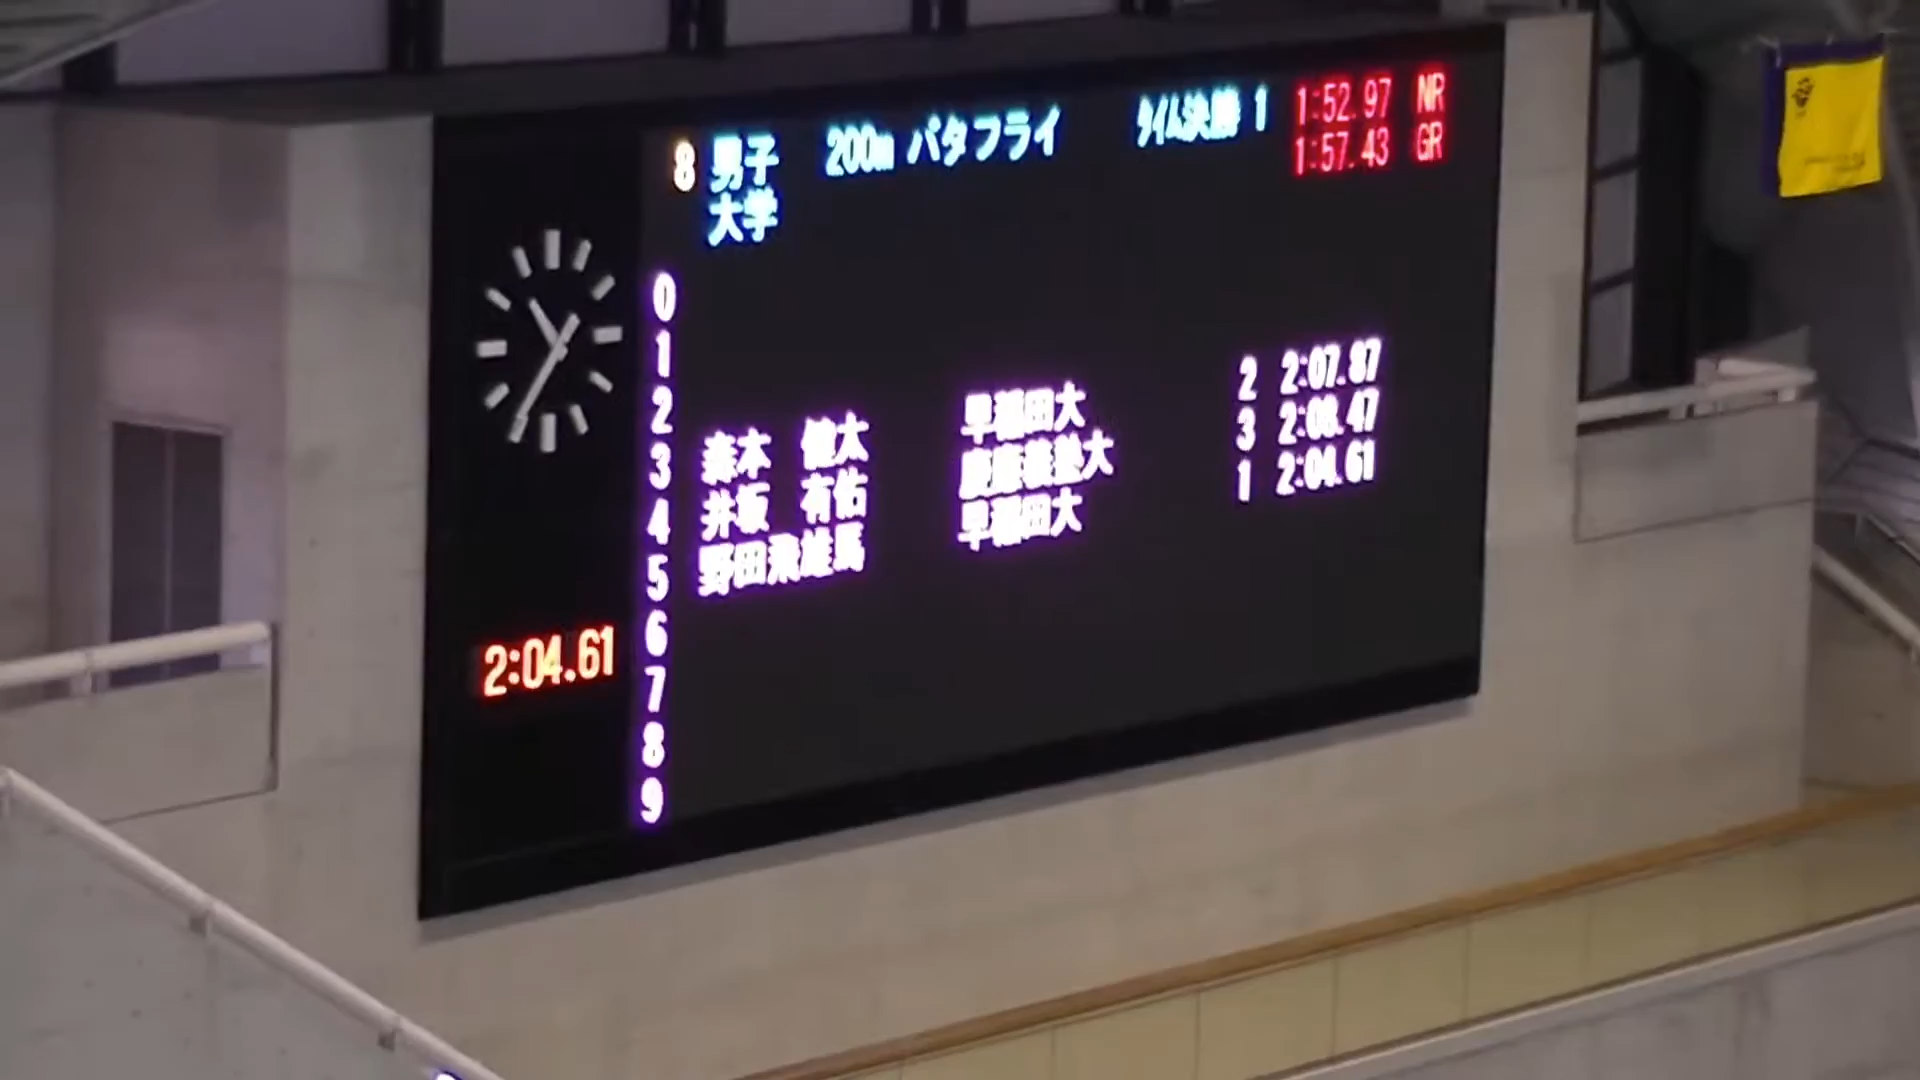 8 男子 200m バタフライ タイム決勝 1 1:52.97 NR
大学 1:57.43 GR
0
1
2
3 森本 健太 早稲田大 2 2:07.87
4 井坂 有佑 慶應義塾大 3 2:08.47
5 野田飛雄馬 早稲田大 1 2:04.61
6
2:04.61
7
8
9